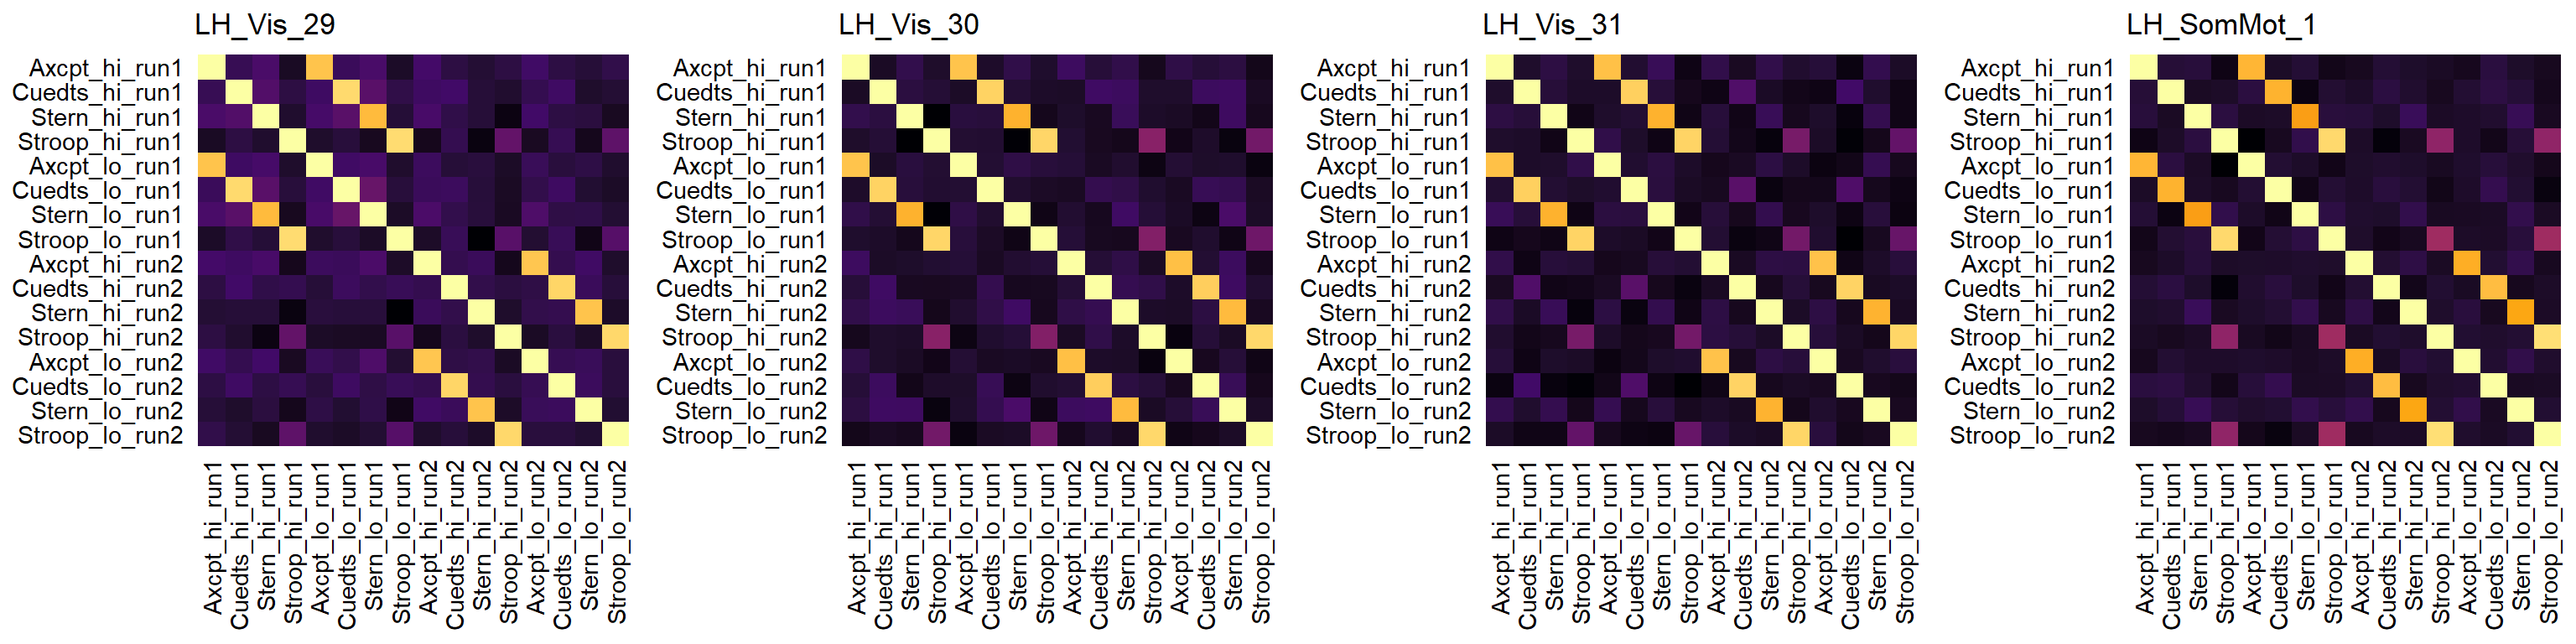 LH_Vis_29
Axcpt_hi_run1
Cuedts_hi_run1
Stern_hi_run1
Stroop_hi_run1
Axcpt_lo_run1
Cuedts_lo_run1
Stern_lo_run1
Stroop_lo_run1
Axcpt_hi_run2
Cuedts_hi_run2
Stern_hi_run2
Stroop_hi_run2
Axcpt_lo_run2
Cuedts_lo_run2
Stern_lo_run2
Stroop_lo_run2
Axcpt_hi_run1
Cuedts_hi_run1
Stern_hi_run1
Stroop_hi_run1
Axcpt_lo_run1
Cuedts_lo_run1
Stern_lo_run1
Stroop_lo_run1
Axcpt_hi_run2
Cuedts_hi_run2
Stern_hi_run2
Stroop_hi_run2
Axcpt_lo_run2
Cuedts_lo_run2
Stern_lo_run2
Stroop_lo_run2
LH_Vis_30
Axcpt_hi_run1
Cuedts_hi_run1
Stern_hi_run1
Stroop_hi_run1
Axcpt_lo_run1
Cuedts_lo_run1
Stern_lo_run1
Stroop_lo_run1
Axcpt_hi_run2
Cuedts_hi_run2
Stern_hi_run2
Stroop_hi_run2
Axcpt_lo_run2
Cuedts_lo_run2
Stern_lo_run2
Stroop_lo_run2
Axcpt_hi_run1
Cuedts_hi_run1
Stern_hi_run1
Stroop_hi_run1
Axcpt_lo_run1
Cuedts_lo_run1
Stern_lo_run1
Stroop_lo_run1
Axcpt_hi_run2
Cuedts_hi_run2
Stern_hi_run2
Stroop_hi_run2
Axcpt_lo_run2
Cuedts_lo_run2
Stern_lo_run2
Stroop_lo_run2
LH_Vis_31
Axcpt_hi_run1
Cuedts_hi_run1
Stern_hi_run1
Stroop_hi_run1
Axcpt_lo_run1
Cuedts_lo_run1
Stern_lo_run1
Stroop_lo_run1
Axcpt_hi_run2
Cuedts_hi_run2
Stern_hi_run2
Stroop_hi_run2
Axcpt_lo_run2
Cuedts_lo_run2
Stern_lo_run2
Stroop_lo_run2
Axcpt_hi_run1
Cuedts_hi_run1
Stern_hi_run1
Stroop_hi_run1
Axcpt_lo_run1
Cuedts_lo_run1
Stern_lo_run1
Stroop_lo_run1
Axcpt_hi_run2
Cuedts_hi_run2
Stern_hi_run2
Stroop_hi_run2
Axcpt_lo_run2
Cuedts_lo_run2
Stern_lo_run2
Stroop_lo_run2
LH_SomMot_1
Axcpt_hi_run1
Cuedts_hi_run1
Stern_hi_run1
Stroop_hi_run1
Axcpt_lo_run1
Cuedts_lo_run1
Stern_lo_run1
Stroop_lo_run1
Axcpt_hi_run2
Cuedts_hi_run2
Stern_hi_run2
Stroop_hi_run2
Axcpt_lo_run2
Cuedts_lo_run2
Stern_lo_run2
Stroop_lo_run2
Axcpt_hi_run1
Cuedts_hi_run1
Stern_hi_run1
Stroop_hi_run1
Axcpt_lo_run1
Cuedts_lo_run1
Stern_lo_run1
Stroop_lo_run1
Axcpt_hi_run2
Cuedts_hi_run2
Stern_hi_run2
Stroop_hi_run2
Axcpt_lo_run2
Cuedts_lo_run2
Stern_lo_run2
Stroop_lo_run2